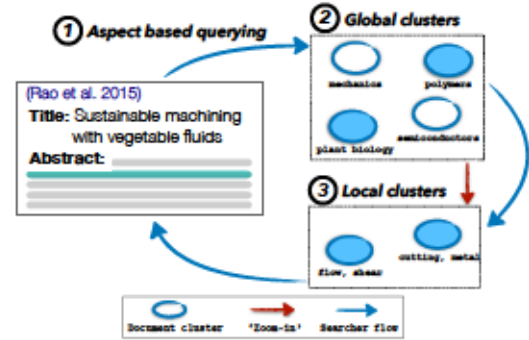 1 Aspect based querying
(Rao et al. 2015)
Title: Sustainable machining
with vegetable fluids
Abstract:
2 Global clusters
mechanics
polymers
plant biology
semiconductors
3 Local clusters
flow, shear
cutting, metal
Document cluster
'Zoom-in'
Searcher flow